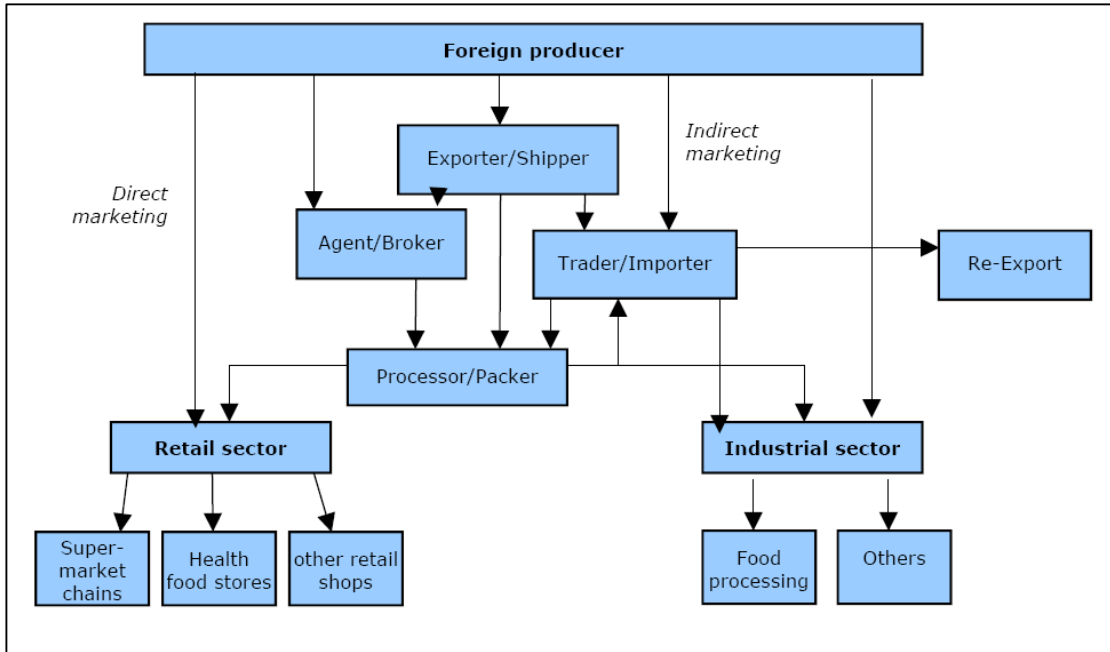 Foreign producer
Exporter/Shipper
Indirect
marketing
Direct
marketing
Agent/Broker
Trader/Importer
Re-Export
Processor/Packer
Retail sector
Industrial sector
Super-
market
chains
Health
food stores
other retail
shops
Food
processing
Others